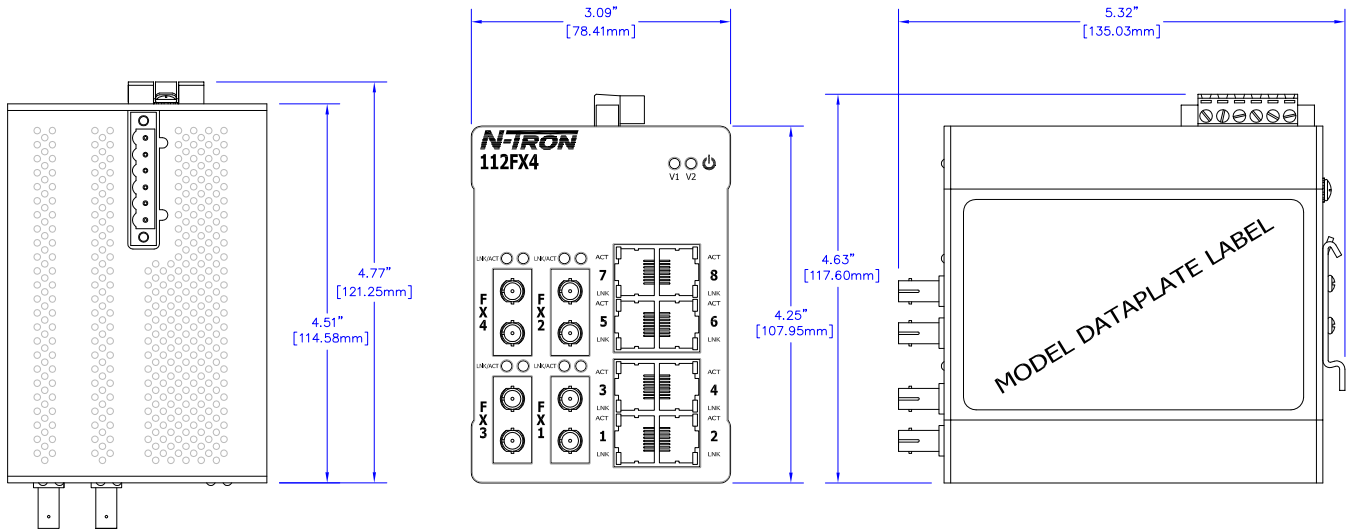 4.77”
[121.25mm]
4.51”
[114.58mm]
3.09”
[78.41mm]
N-TRON
112FX4
V1 V2
LNK/ACT
LNK/ACT
FX4
FX2
ACT
7
LNK
ACT
8
LNK
ACT
5
LNK
ACT
6
LNK
LNK/ACT
LNK/ACT
FX3
FX1
ACT
3
LNK
ACT
4
LNK
ACT
1
LNK
ACT
2
LNK
4.25”
[107.95mm]
5.32”
[135.03mm]
4.63”
[117.60mm]
MODEL DATAPLATE LABEL